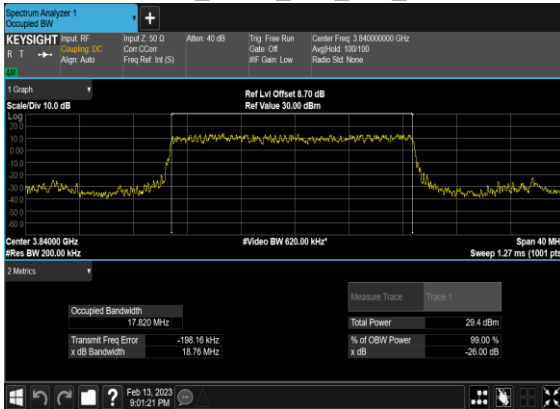 Spectrum Analyzer 1
Occupied BW
KEYSIGHT
R T
LXI
Input: RF
Coupling: DC
Align: Auto
Input Z: 50 Ω
Corr CCorr
Freq Ref: Int (S)
Atten: 40 dB
Trig: Free Run
Gate: Off
#IF Gain: Low
Center Freq: 3.840000000 GHz
Avg|Hold: 100/100
Radio Std: None
1 Graph
Scale/Div 10.0 dB
Ref Lvl Offset 8.70 dB
Ref Value 30.00 dBm
Log
20.0
10.0
0.00
-10.0
-20.0
-30.0
-40.0
-50.0
-60.0
Center 3.84000 GHz
#Res BW 200.00 kHz
#Video BW 620.00 kHz*
Span 40 MH
Sweep 1.27 ms (1001 pts
2 Metrics
Measure Trace Trace 1
Occupied Bandwidth
17.820 MHz
Total Power 29.4 dBm
Transmit Freq Error -198.16 kHz
% of OBW Power 99.00 %
x dB Bandwidth 18.76 MHz
x dB -26.00 dB
Feb 13, 2023
9:01:21 PM